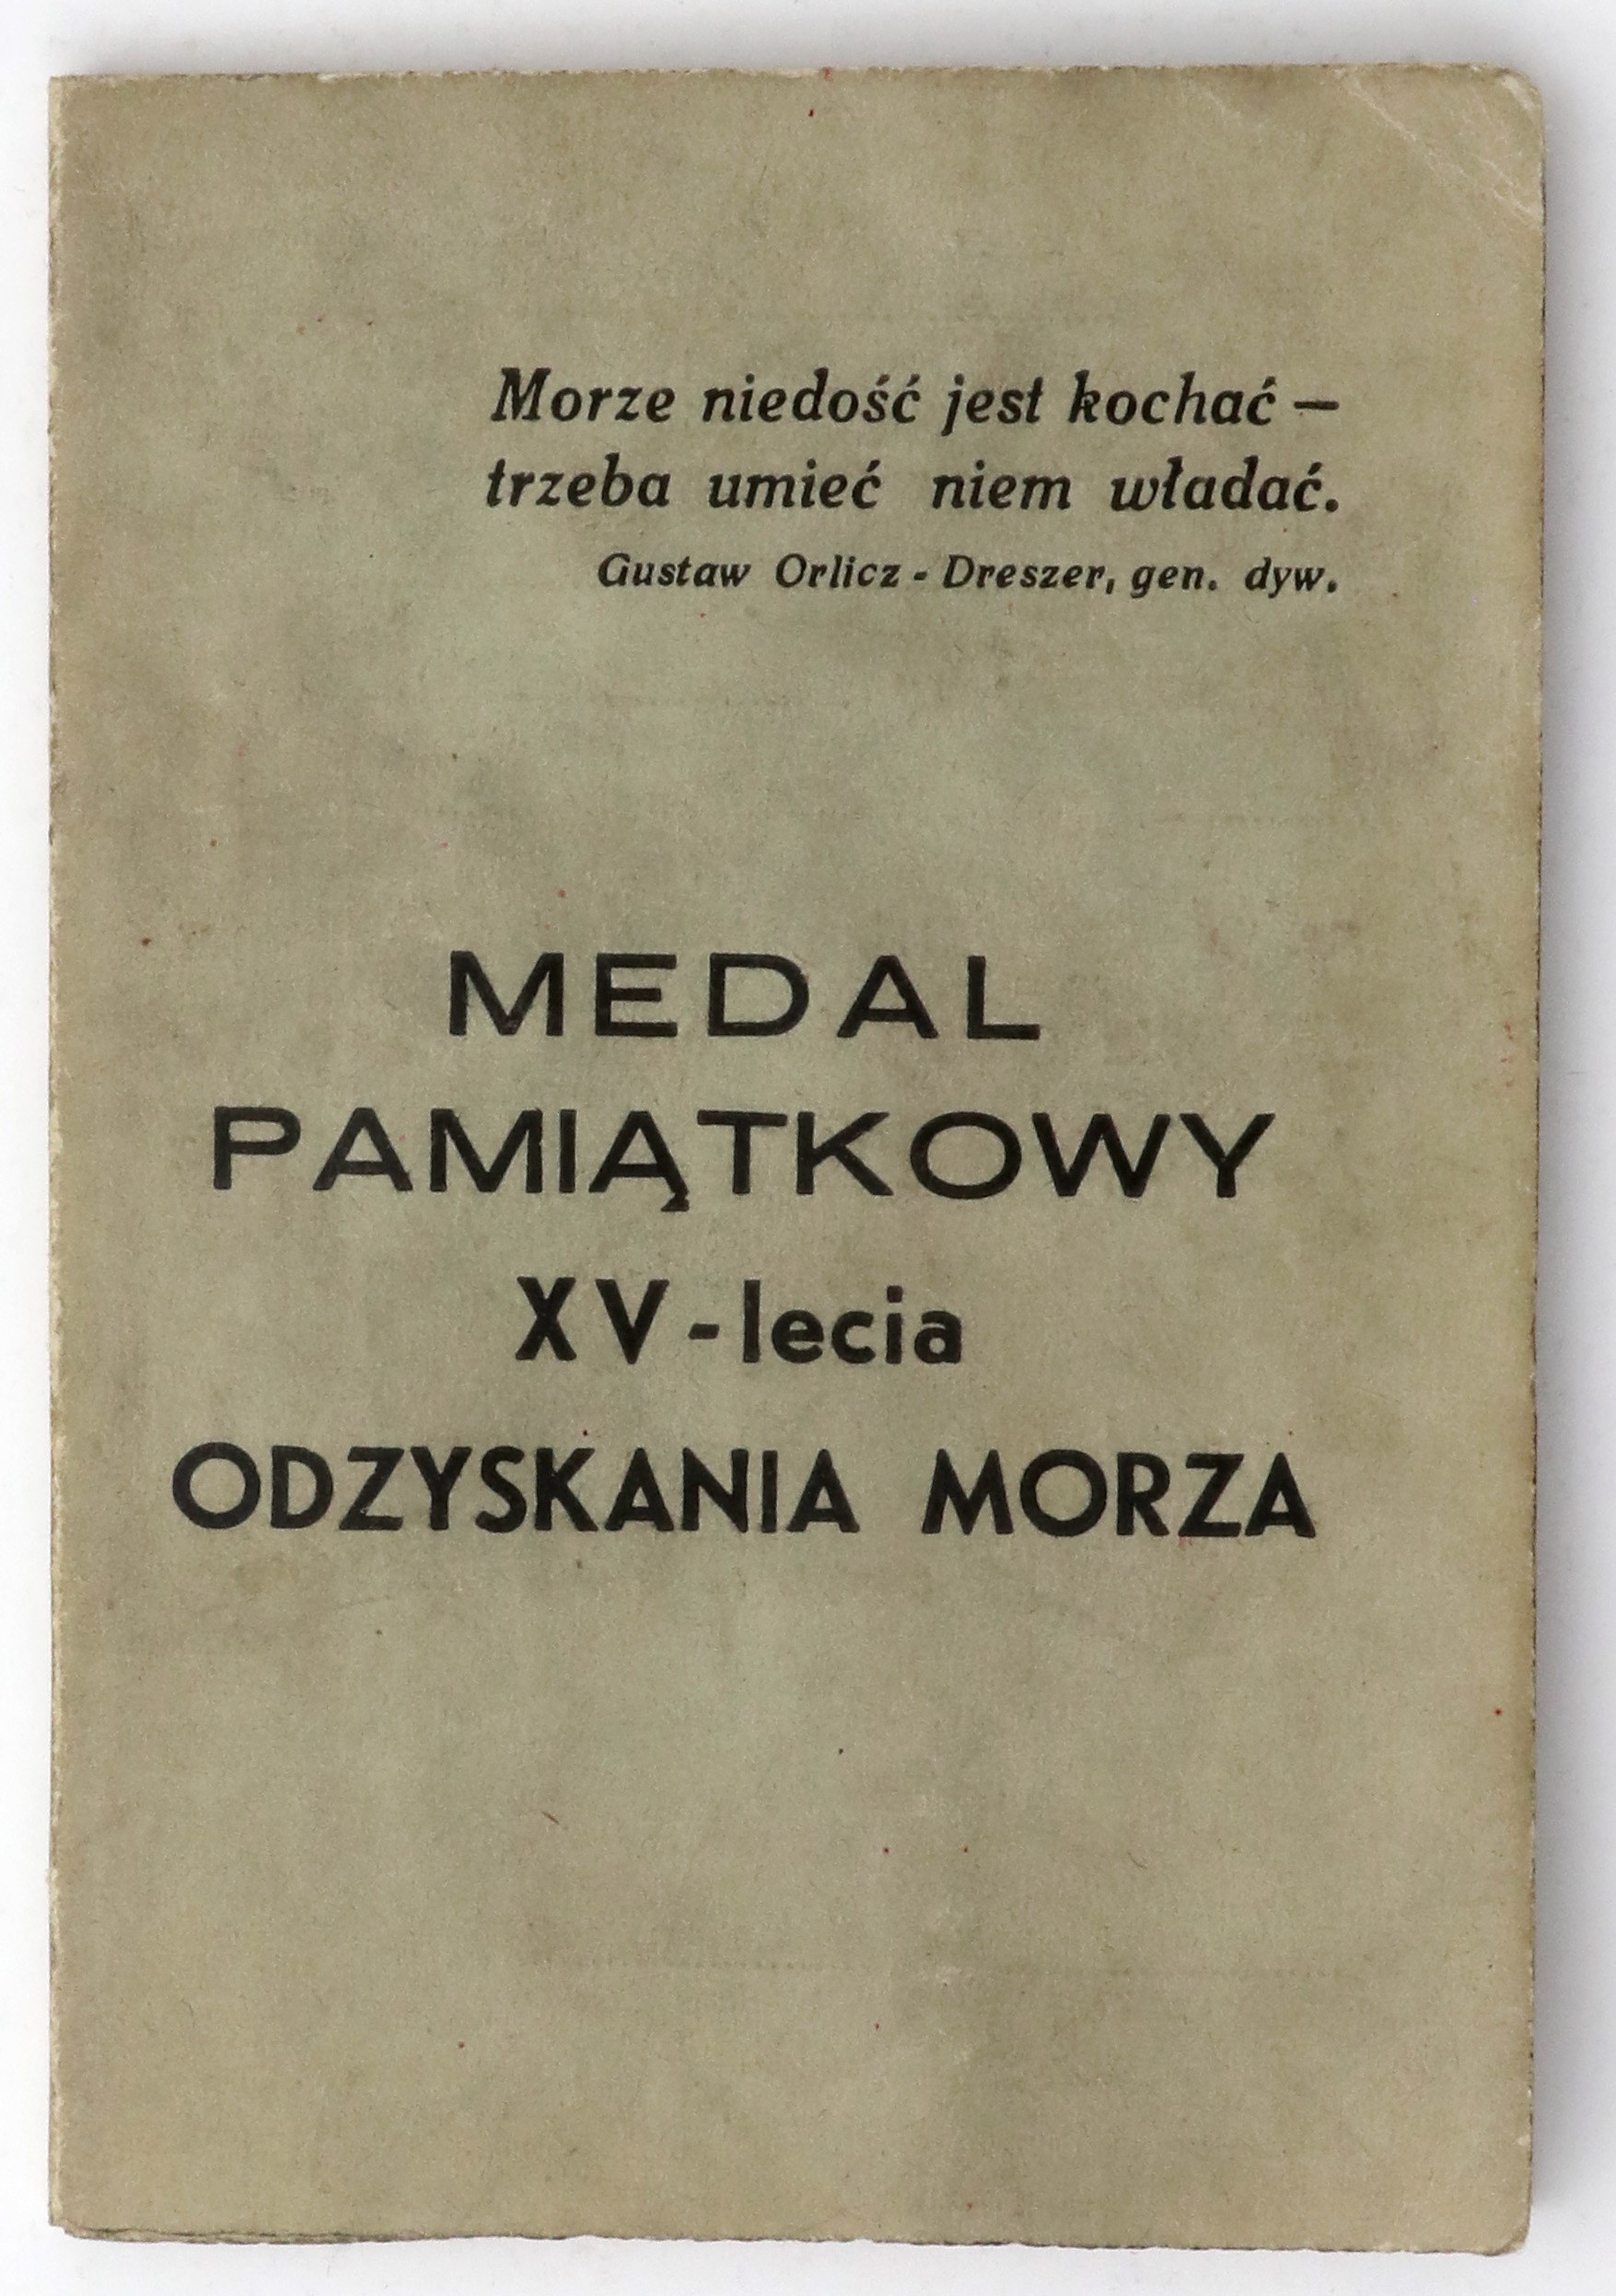 Morze niedość jest kochać —
trzeba umieć niem władać.
Gustaw Orlicz - Dreszer, gen. dyw.
MEDAL
PAMIĄTKOWY
XV - lecia
ODZYSKANIA MORZA